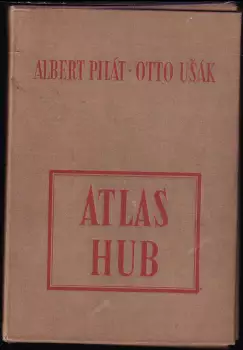 ALBERT PILÁT · OTTO UŠÁK
ATLAS
HUB